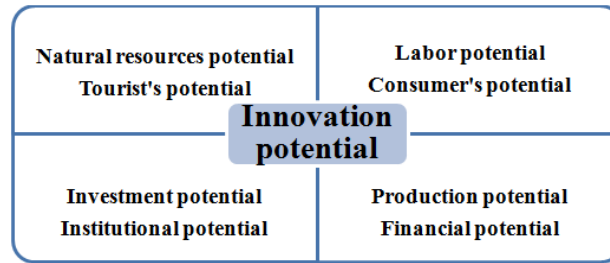 Natural resources potential
Tourist's potential
Labor potential
Consumer's potential
Innovation
potential
Investment potential
Institutional potential
Production potential
Financial potential